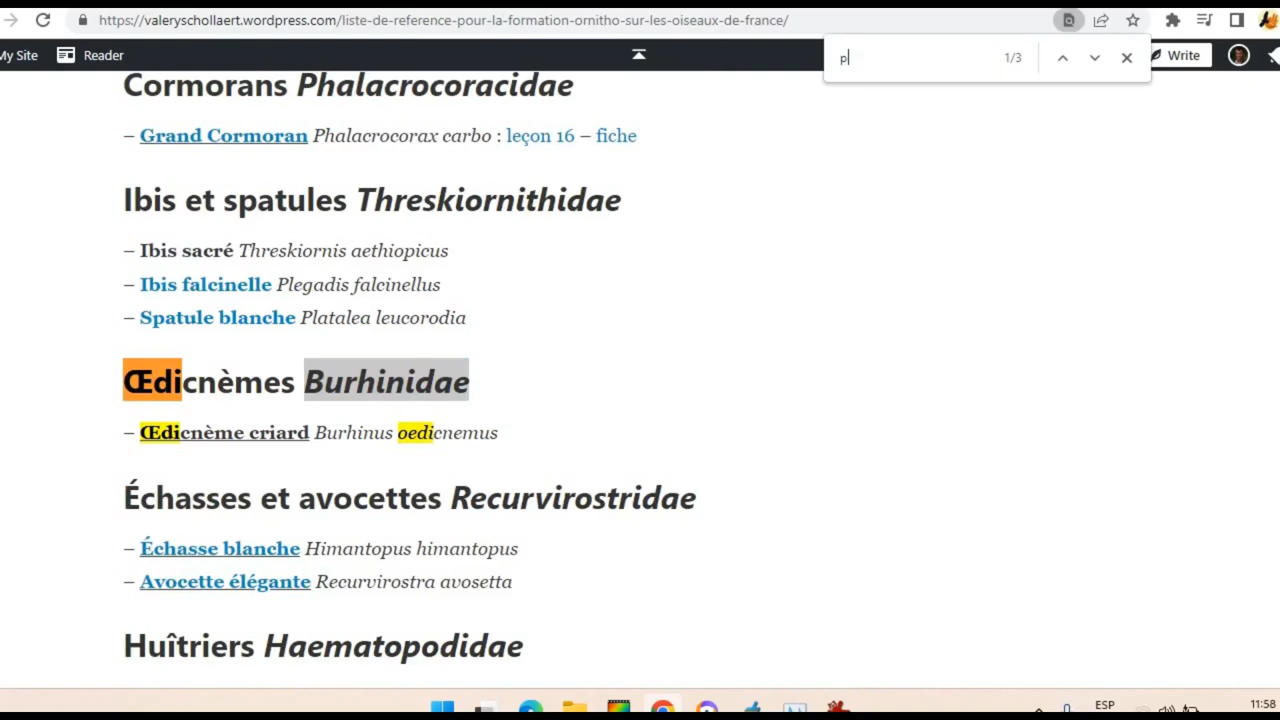 https://valeryschollaert.wordpress.com/liste-de-reference-pour-la-formation-ornitho-sur-les-oiseaux-de-france/
My Site Reader Write
p 1/3
Cormorans Phalacrocoracidae
– Grand Cormoran Phalacrocorax carbo : leçon 16 – fiche
Ibis et spatules Threskiornithidae
– Ibis sacré Threskiornis aethiopicus
– Ibis falcinelle Plegadis falcinellus
– Spatule blanche Platalea leucorodia
Œdicnèmes Burhinidae
– Œdicnème criard Burhinus oedicnemus
Échasses et avocettes Recurvirostridae
– Échasse blanche Himantopus himantopus
– Avocette élégante Recurvirostra avosetta
Huîtriers Haematopodidae
ESP 11:58